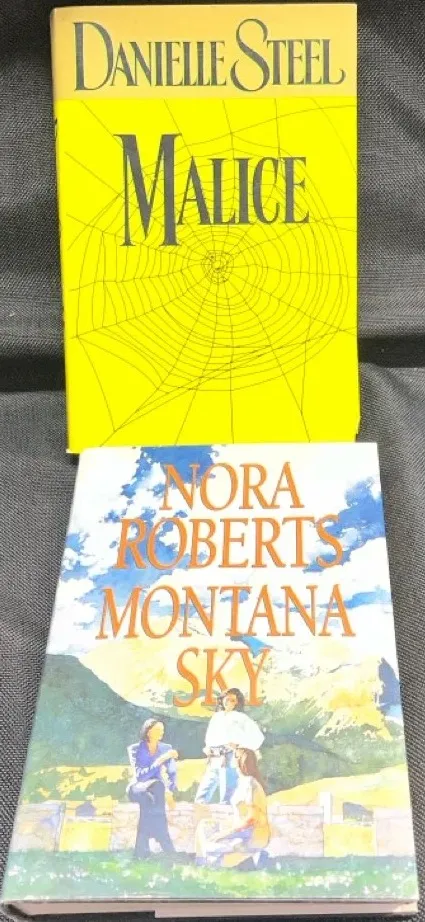 DANIELLE STEEL
MALICE
NORA
ROBERTS
MONTANA
SKY